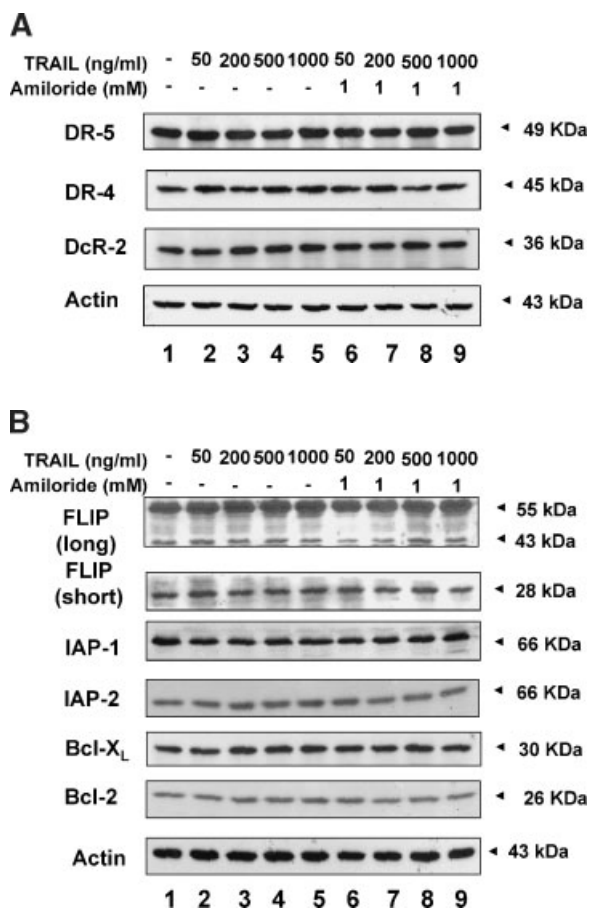 A
TRAIL (ng/ml) - 50 200 500 1000 50 200 500 1000
Amiloride (mM) - - - - - 1 1 1 1
DR-5 ◄ 49 KDa
DR-4 ◄ 45 kDa
DcR-2 ◄ 36 kDa
Actin ◄ 43 kDa
1 2 3 4 5 6 7 8 9
B
TRAIL (ng/ml) - 50 200 500 1000 50 200 500 1000
Amiloride (mM) - - - - - 1 1 1 1
FLIP (long) ◄ 55 kDa
◄ 43 kDa
FLIP (short) ◄ 28 kDa
IAP-1 ◄ 66 KDa
IAP-2 ◄ 66 KDa
Bcl-XL ◄ 30 KDa
Bcl-2 ◄ 26 KDa
Actin ◄ 43 kDa
1 2 3 4 5 6 7 8 9